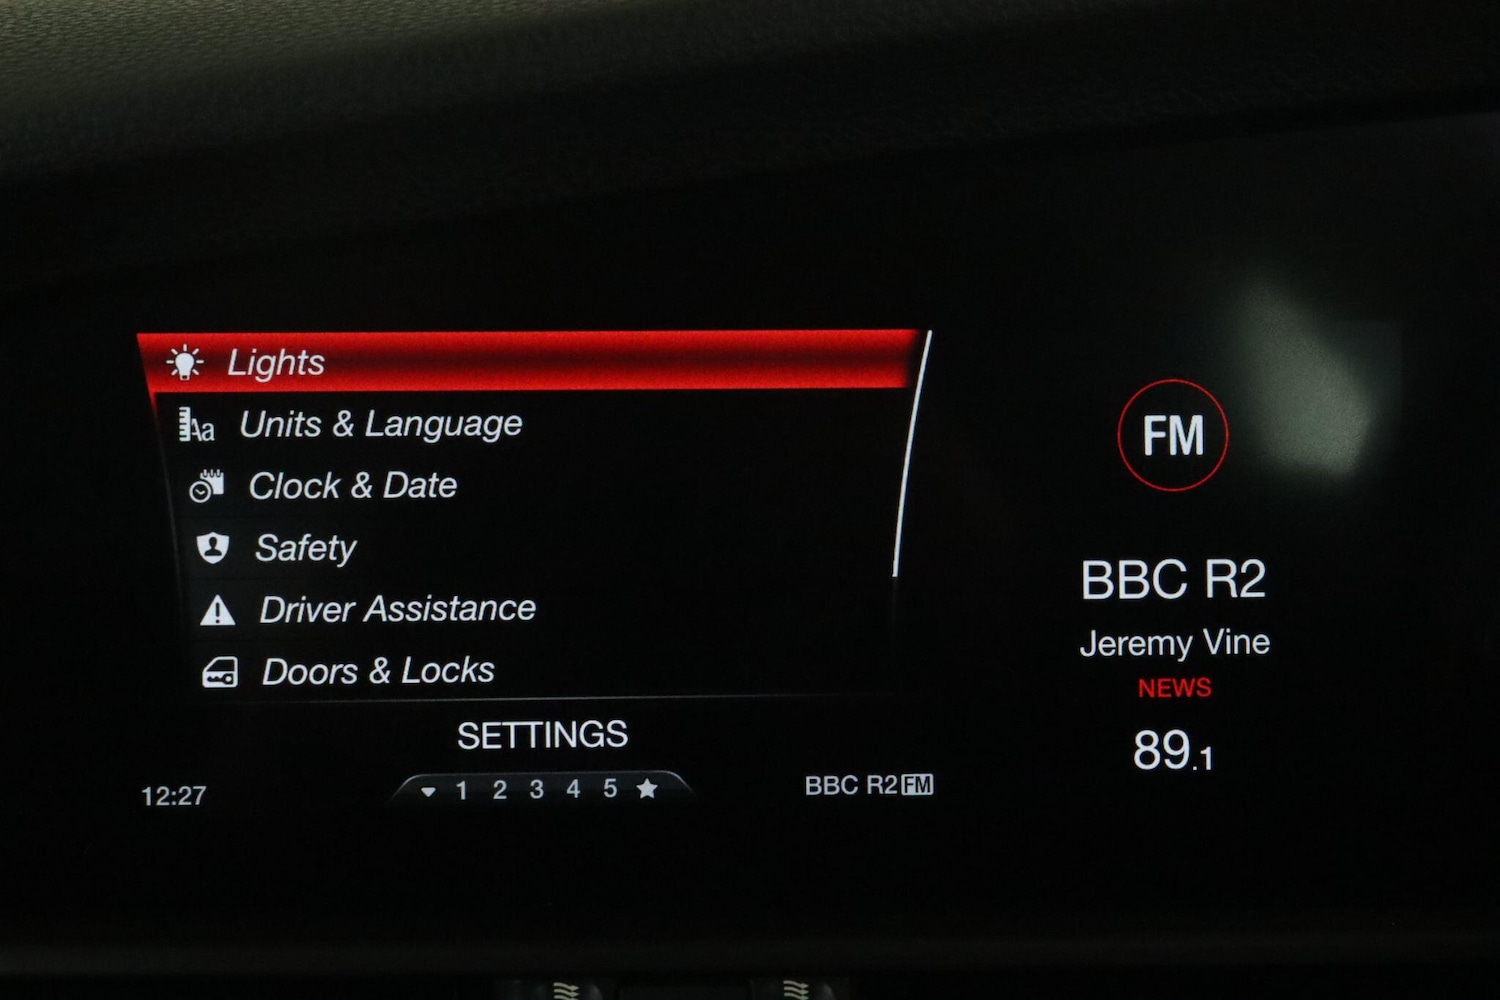 Lights
Aa Units & Language
Clock & Date
Safety
Driver Assistance
Doors & Locks
SETTINGS
12:27
1 2 3 4 5
BBC R2 FM
FM
BBC R2
Jeremy Vine
NEWS
89.1